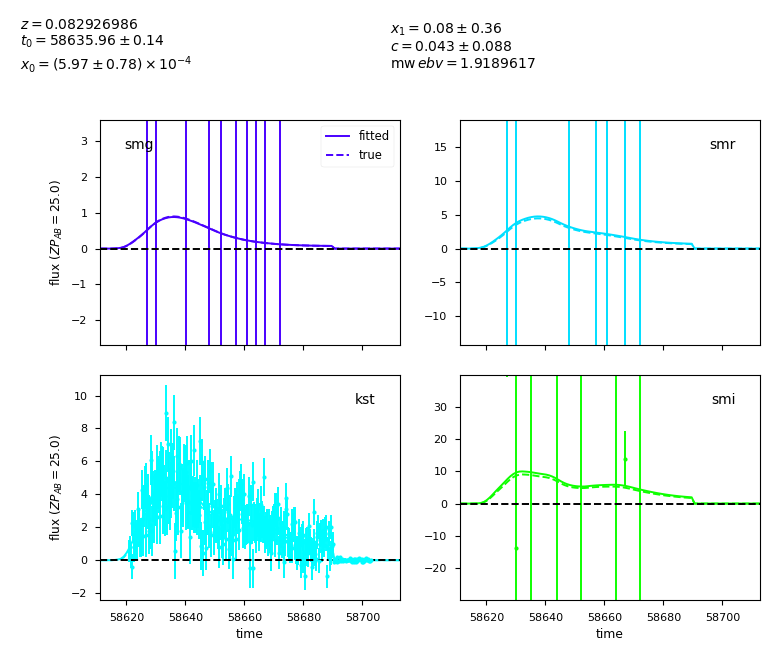 z = 0.082926986
t₀ = 58635.96 ± 0.14
x₀ = (5.97 ± 0.78) × 10⁻⁴
x₁ = 0.08 ± 0.36
c = 0.043 ± 0.088
mw ebv = 1.9189617
smg
fitted
true
3
2
1
0
−1
−2
flux (ZP_AB = 25.0)
smr
15
10
5
0
−5
−10
kst
10
8
6
4
2
0
−2
flux (ZP_AB = 25.0)
58620 58640 58660 58680 58700
time
smi
30
20
10
0
−10
−20
58620 58640 58660 58680 58700
time